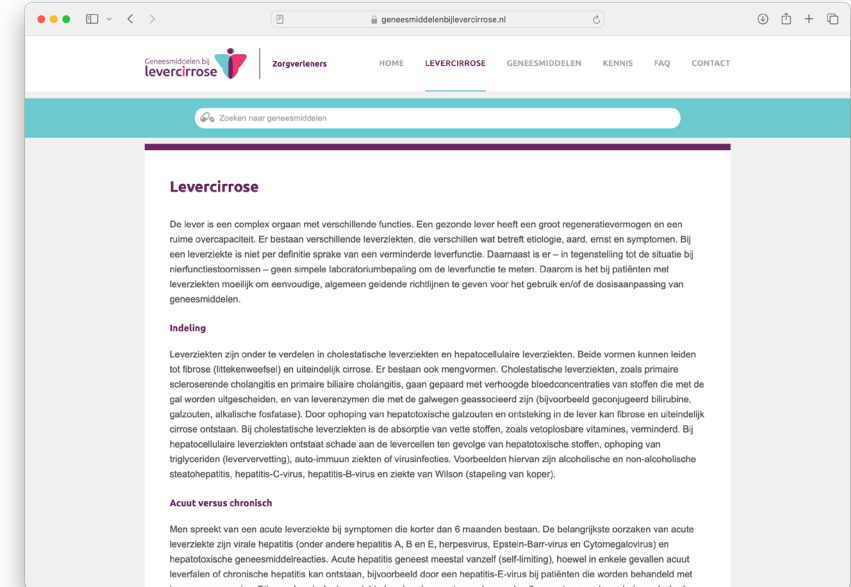 geneesmiddelenbijlevercirrose.nl
Geneesmiddelen bij
levercirrose
Zorgverleners
HOME
LEVERCIRROSE
GENEESMIDDELEN
KENNIS
FAQ
CONTACT
Zoeken naar geneesmiddelen
Levercirrose
De lever is een complex orgaan met verschillende functies. Een gezonde lever heeft een groot regeneratievermogen en een
ruime overcapaciteit. Er bestaan verschillende leverziekten, die verschillen wat betreft etiologie, aard, ernst en symptomen. Bij
een leverziekte is niet per definitie sprake van een verminderde leverfunctie. Daarnaast is er – in tegenstelling tot de situatie bij
nierfunctiestoornissen – geen simpele laboratoriumbepaling om de leverfunctie te meten. Daarom is het bij patiënten met
leverziekten moeilijk om eenvoudige, algemeen geldende richtlijnen te geven voor het gebruik en/of de dosisaanpassing van
geneesmiddelen.
Indeling
Leverziekten zijn onder te verdelen in cholestatische leverziekten en hepatocellulaire leverziekten. Beide vormen kunnen leiden
tot fibrose (littekenweefsel) en uiteindelijk cirrose. Er bestaan ook mengvormen. Cholestatische leverziekten, zoals primaire
scleroserende cholangitis en primaire biliaire cholangitis, gaan gepaard met verhoogde bloedconcentraties van stoffen die met de
gal worden uitgescheiden, en van leverenzymen die met de galwegen geassocieerd zijn (bijvoorbeeld geconjugeerd bilirubine,
galzouten, alkalische fosfatase). Door ophoping van hepatotoxische galzouten en ontsteking in de lever kan fibrose en uiteindelijk
cirrose ontstaan. Bij cholestatische leverziekten is de absorptie van vette stoffen, zoals vetoplosbare vitamines, verminderd. Bij
hepatocellulaire leverziekten ontstaat schade aan de levercellen ten gevolge van hepatotoxische stoffen, ophoping van
triglyceriden (leververvetting), auto-immuun ziekten of virusinfecties. Voorbeelden hiervan zijn alcoholische en non-alcoholische
steatohepatitis, hepatitis-C-virus, hepatitis-B-virus en ziekte van Wilson (stapeling van koper).
Acuut versus chronisch
Men spreekt van een acute leverziekte bij symptomen die korter dan 6 maanden bestaan. De belangrijkste oorzaken van acute
leverziekte zijn virale hepatitis (onder andere hepatitis A, B en E, herpesvirus, Epstein-Barr-virus en Cytomegalovirus) en
hepatotoxische geneesmiddelreacties. Acute hepatitis geneest meestal vanzelf (self-limiting), hoewel in enkele gevallen acuut
leverfalen of chronische hepatitis kan ontstaan, bijvoorbeeld door een hepatitis-E-virus bij patiënten die worden behandeld met